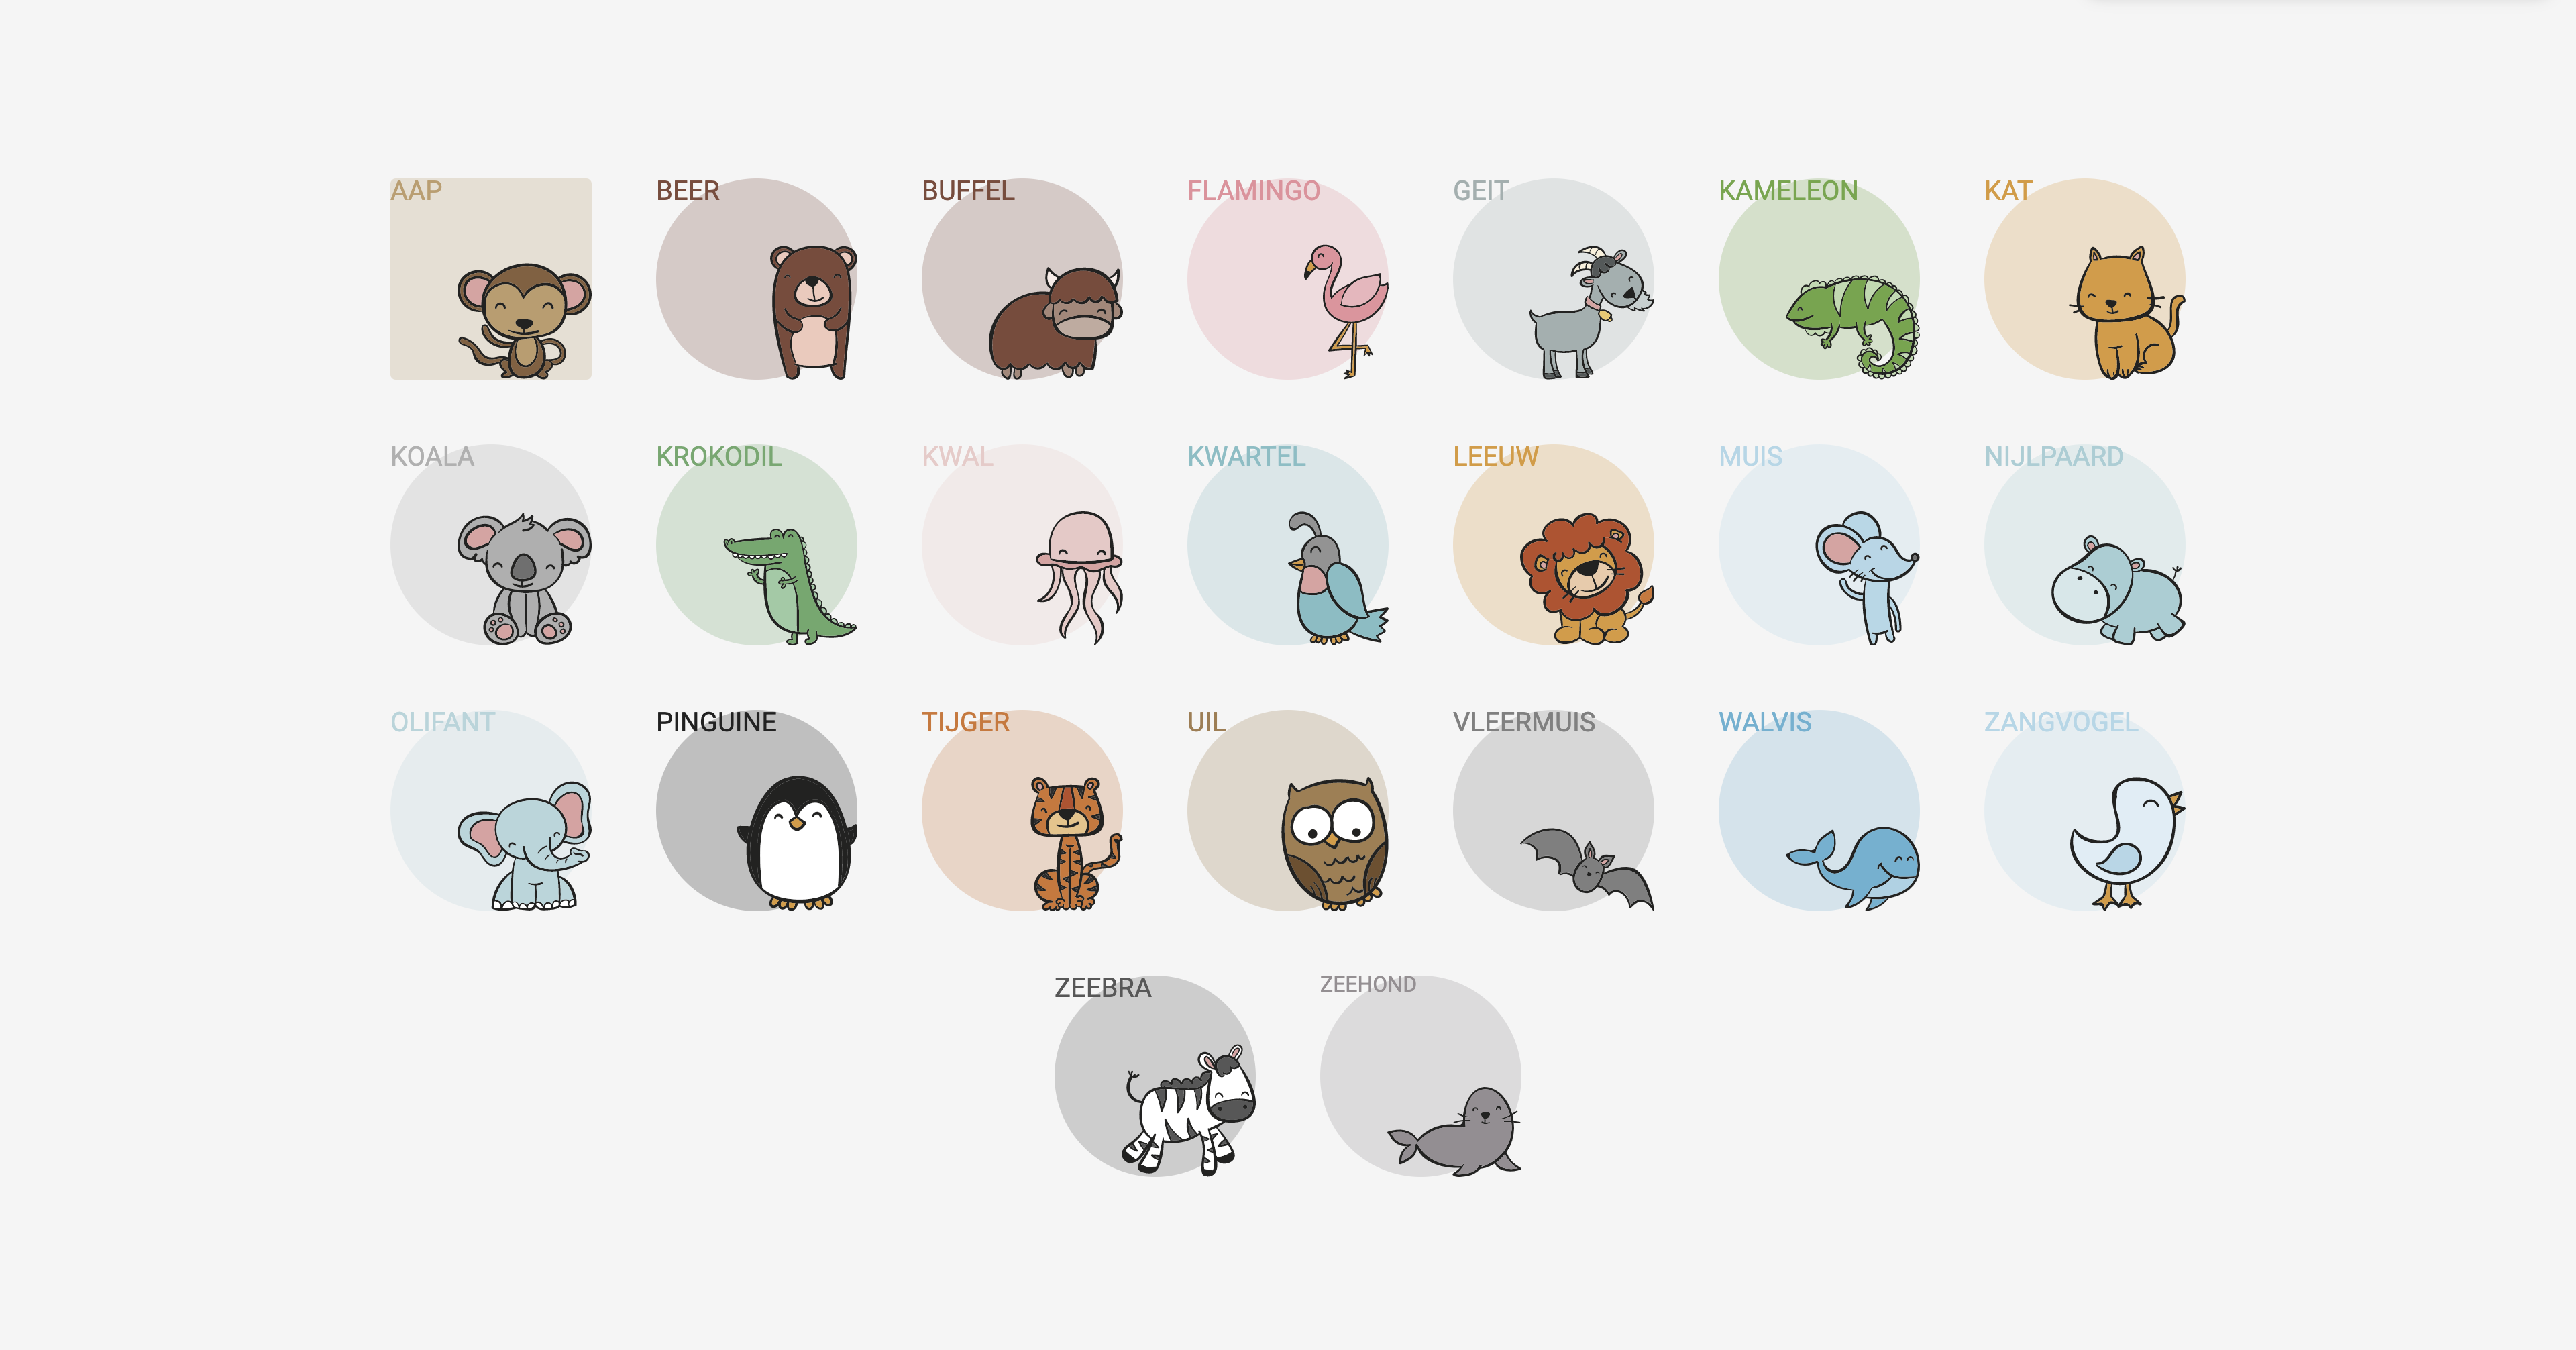 AAP
BEER
BUFFEL
FLAMINGO
GEIT
KAMELEON
KAT
KOALA
KROKODIL
KWAL
KWARTEL
LEEUW
MUIS
NIJLPAARD
OLIFANT
PINGUINE
TIJGER
UIL
VLEERMUIS
WALVIS
ZANGVOGEL
ZEEBRA
ZEEHOND